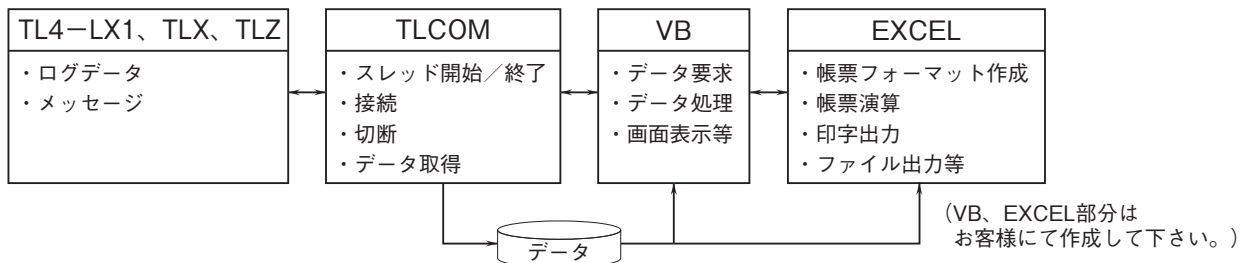 TL4－LX1、TLX、TLZ
・ログデータ
・メッセージ
TLCOM
・スレッド開始／終了
・接続
・切断
・データ取得
VB
・データ要求
・データ処理
・画面表示等
EXCEL
・帳票フォーマット作成
・帳票演算
・印字出力
・ファイル出力等
データ
（VB、EXCEL部分は
お客様にて作成して下さい。）